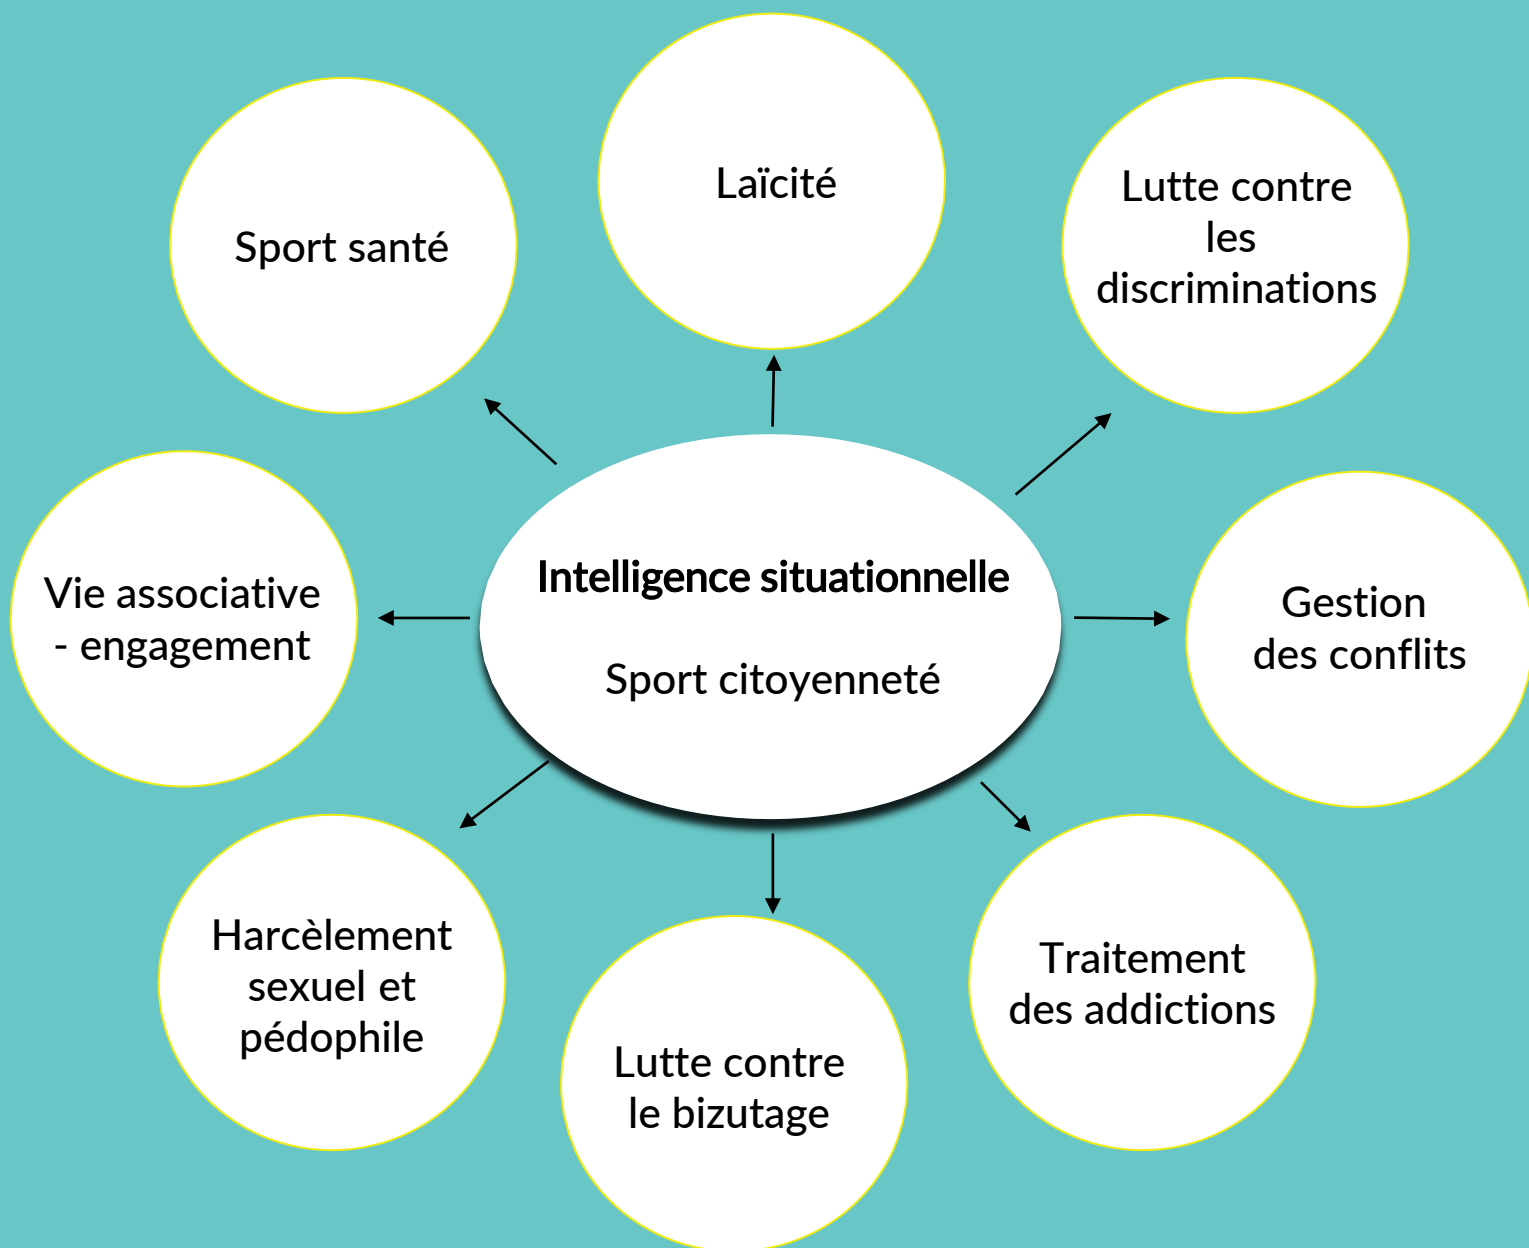 Laïcité
Sport santé
Lutte contre
les
discriminations
Intelligence situationnelle
Sport citoyenneté
Vie associative
- engagement
Gestion
des conflits
Harcèlement
sexuel et
pédophile
Lutte contre
le bizutage
Traitement
des addictions